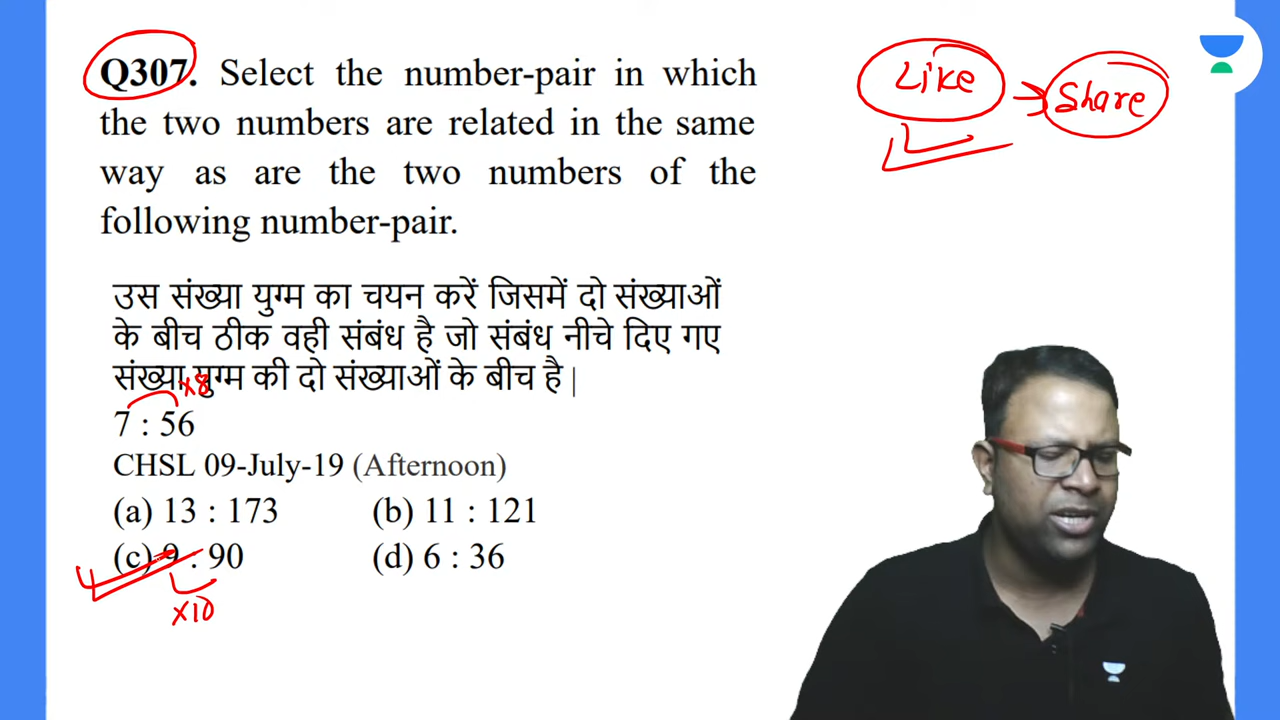 Q307. Select the number-pair in which
the two numbers are related in the same
way as are the two numbers of the
following number-pair.
उस संख्या युग्म का चयन करें जिसमें दो संख्याओं
के बीच ठीक वही संबंध है जो संबंध नीचे दिए गए
संख्या युग्म की दो संख्याओं के बीच है |
×8
7 : 56
CHSL 09-July-19 (Afternoon)
(a) 13 : 173 (b) 11 : 121
(c) 9 : 90 (d) 6 : 36
×10
Like → Share